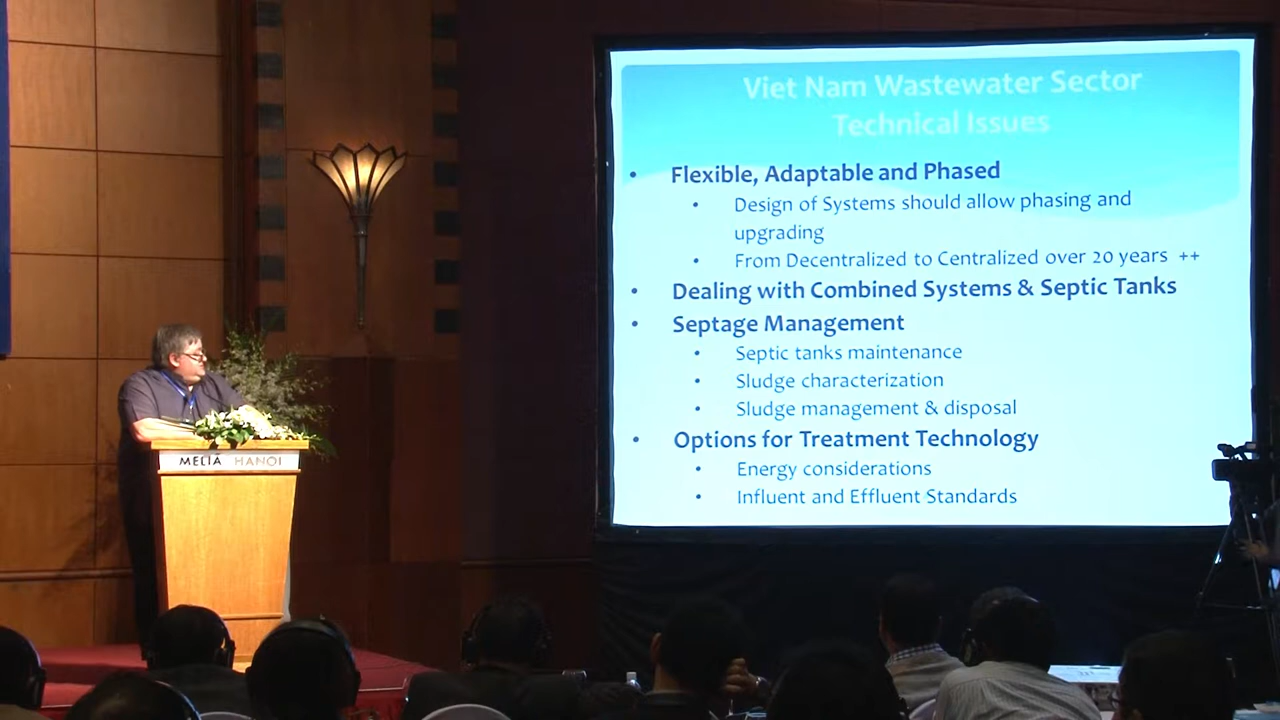 Viet Nam Wastewater Sector
Technical Issues
• Flexible, Adaptable and Phased
• Design of Systems should allow phasing and
upgrading
• From Decentralized to Centralized over 20 years ++
• Dealing with Combined Systems & Septic Tanks
• Septage Management
• Septic tanks maintenance
• Sludge characterization
• Sludge management & disposal
• Options for Treatment Technology
• Energy considerations
• Influent and Effluent Standards
MELIÃ HANOI